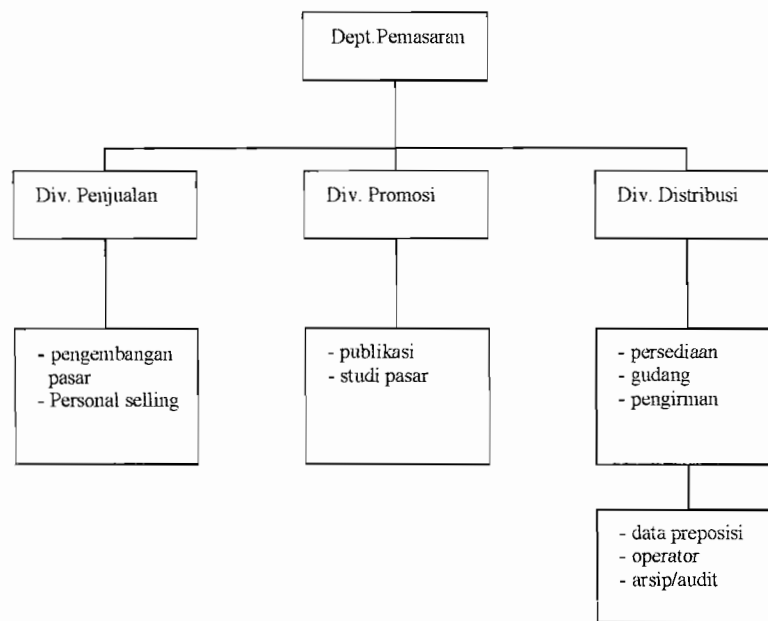 Dept.Pemasaran
Div. Penjualan
Div. Promosi
Div. Distribusi
- pengembangan
pasar
- Personal selling
- publikasi
- studi pasar
- persediaan
- gudang
- pengirman
- data preposisi
- operator
- arsip/audit